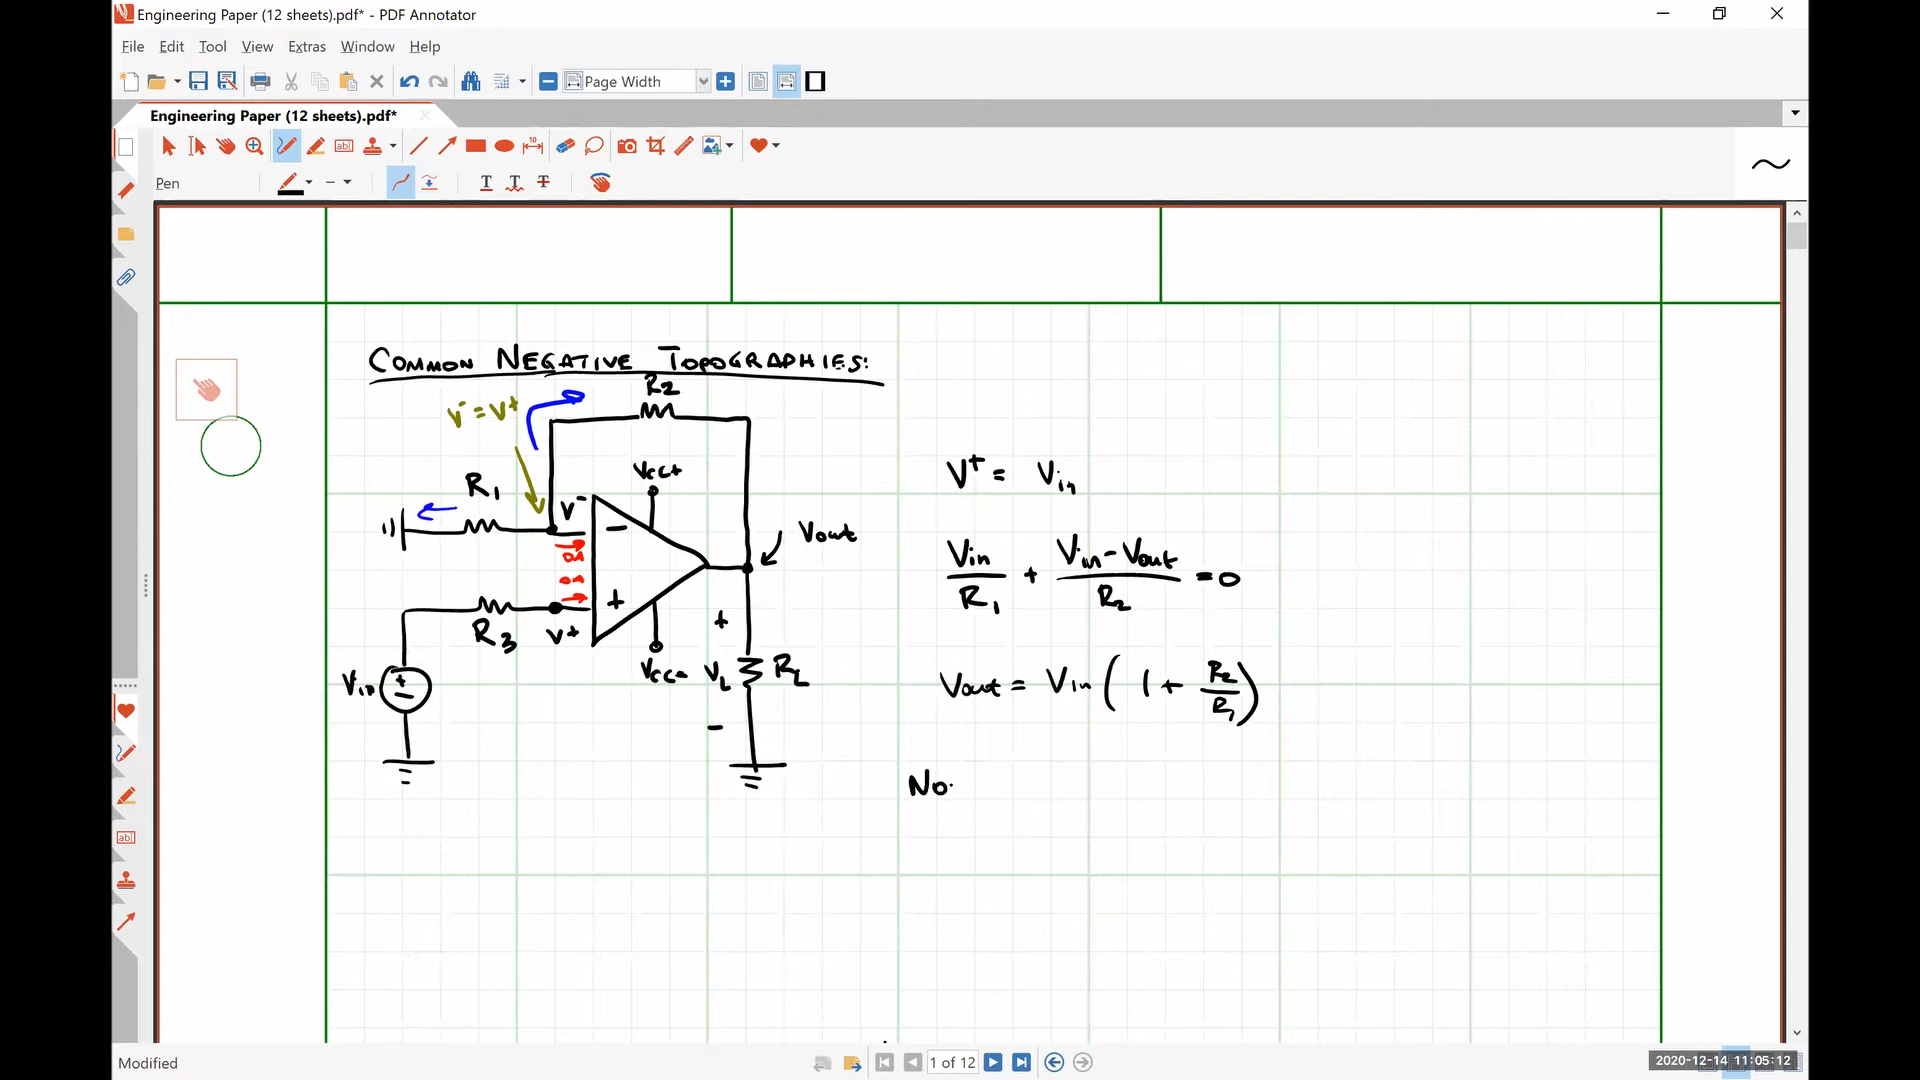 Engineering Paper (12 sheets).pdf* - PDF Annotator
File Edit Tool View Extras Window Help
Page Width
Engineering Paper (12 sheets).pdf*
Pen
COMMON NEGATIVE TOPOGRAPHIES:
R2
V⁻ = V⁺
Vcc+
R1
V⁻
Vout
0A
0A
R3
V⁺
Vcc-
VL
RL
Vin
V⁺ = Vin
Vin/R1 + (Vin - Vout)/R2 = 0
Vout = Vin (1 + R2/R1)
No
Modified
1 of 12
2020-12-14 11:05:12